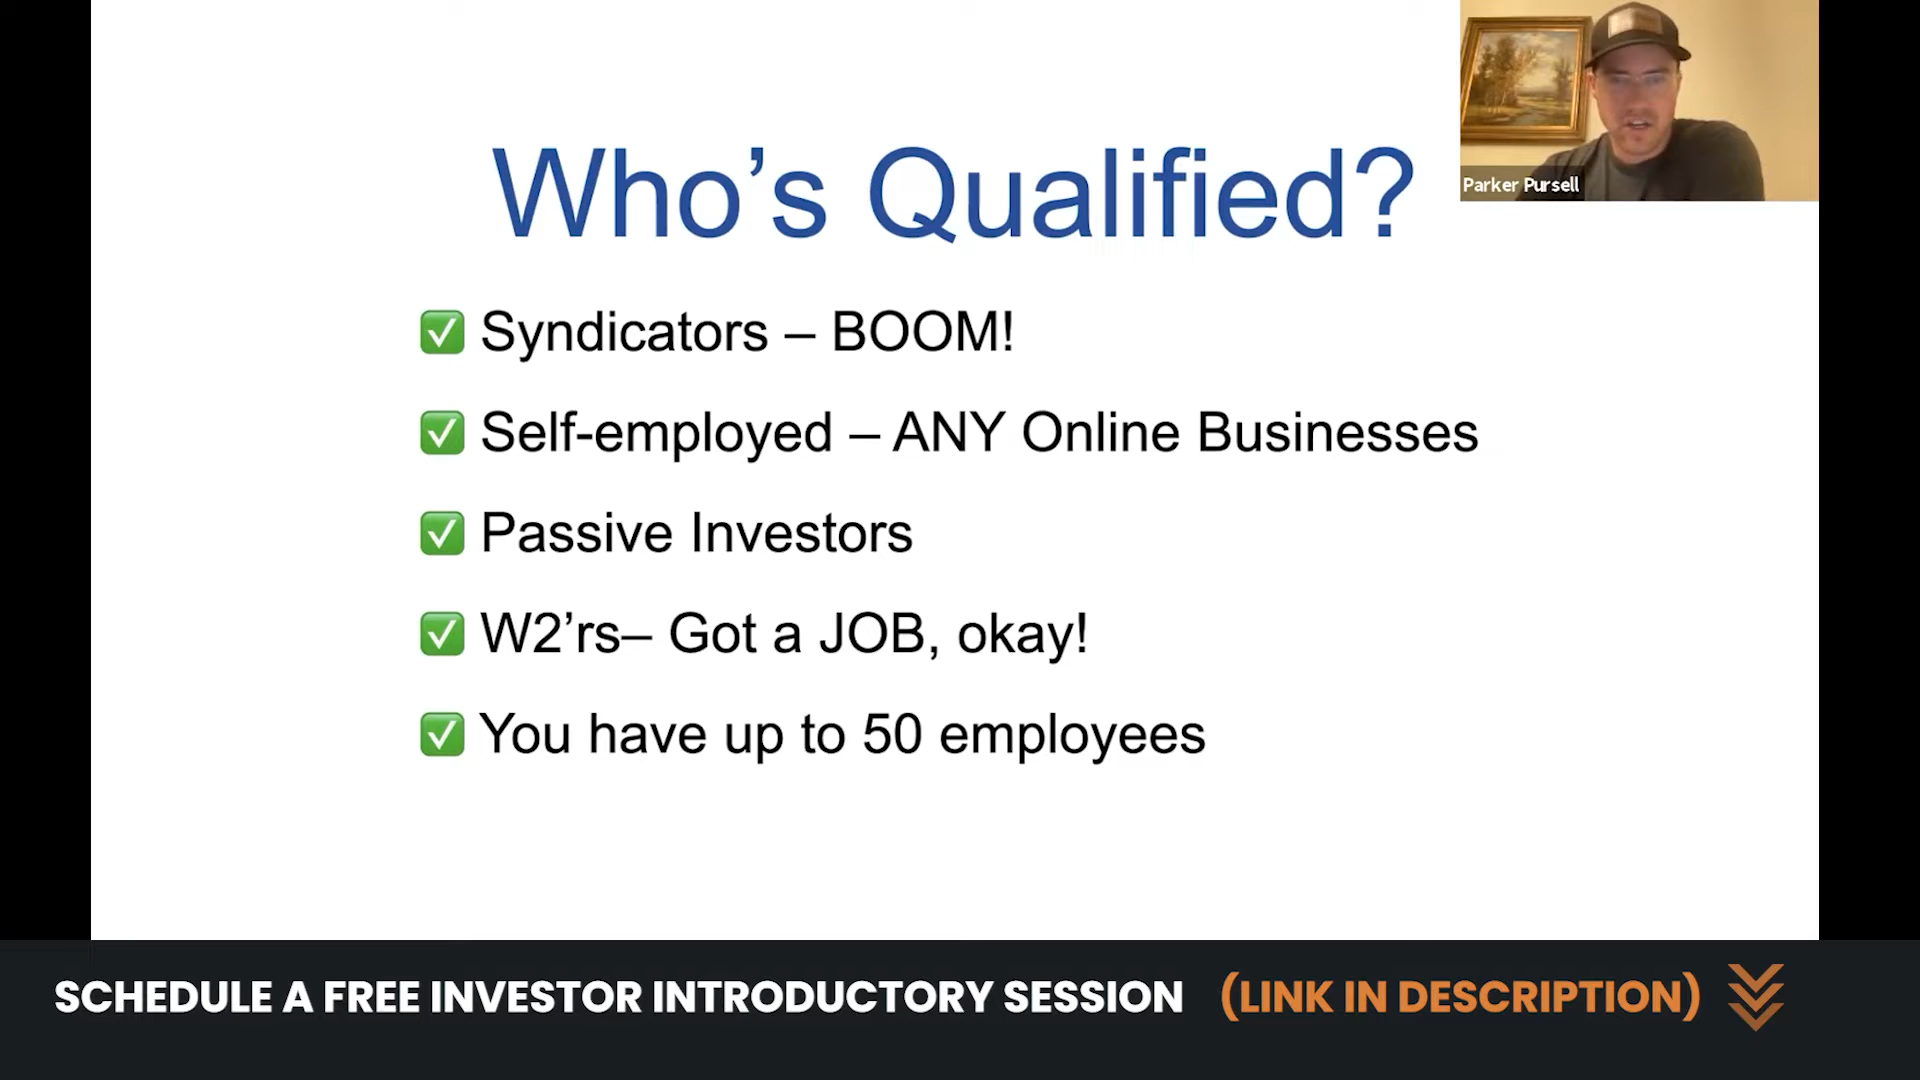 Who’s Qualified?
Parker Pursell
✅ Syndicators – BOOM!
✅ Self-employed – ANY Online Businesses
✅ Passive Investors
✅ W2’rs– Got a JOB, okay!
✅ You have up to 50 employees
SCHEDULE A FREE INVESTOR INTRODUCTORY SESSION (LINK IN DESCRIPTION)